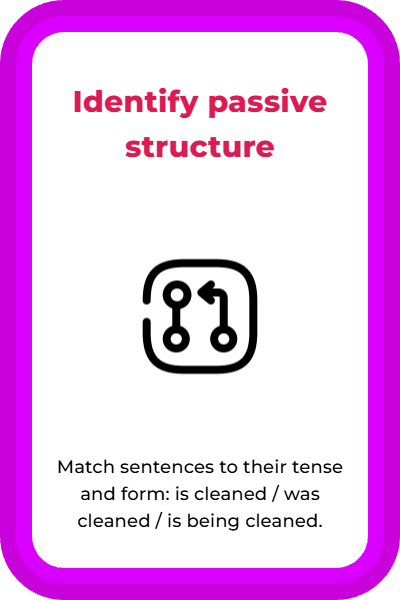 Identify passive
structure
Match sentences to their tense
and form: is cleaned / was
cleaned / is being cleaned.